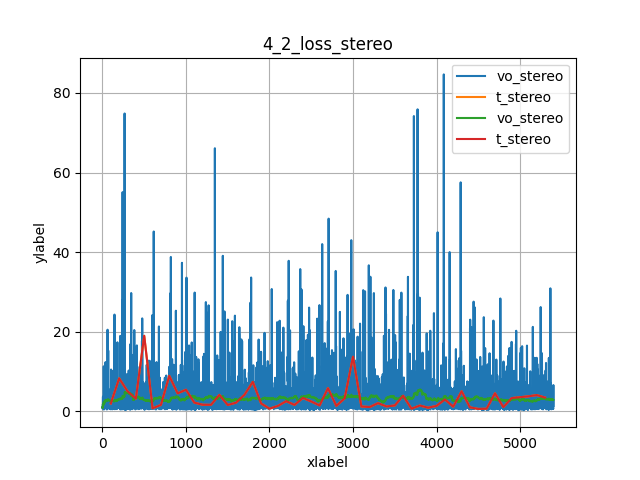 4_2_loss_stereo
vo_stereo
t_stereo
vo_stereo
t_stereo
ylabel
80
60
40
20
0
0 1000 2000 3000 4000 5000
xlabel